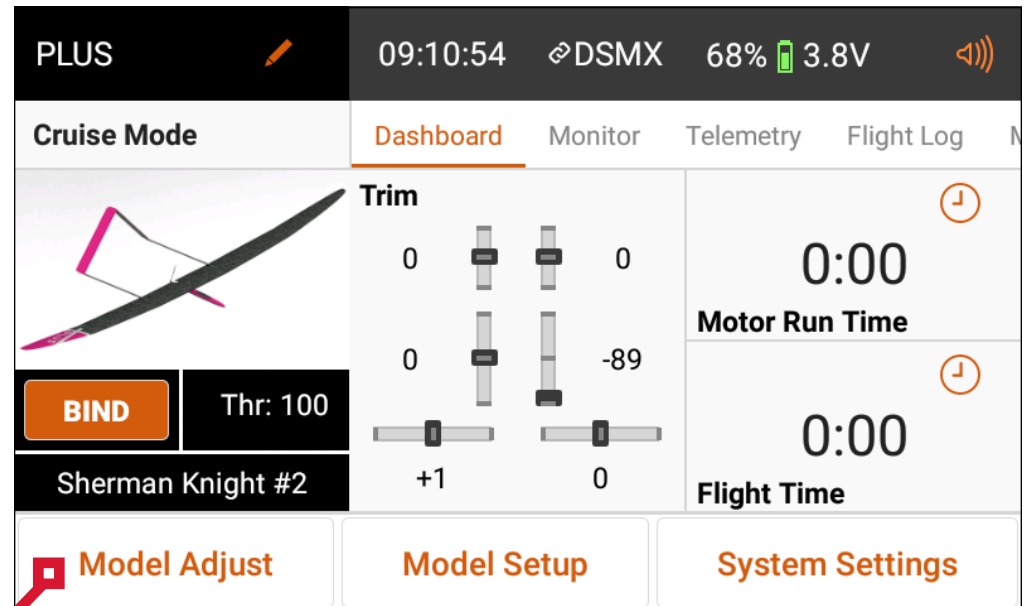 PLUS
09:10:54
DSMX
68%
3.8V
Cruise Mode
Dashboard
Monitor
Telemetry
Flight Log
Trim
0
0
0
-89
+1
0
0:00
Motor Run Time
0:00
Flight Time
BIND
Thr: 100
Sherman Knight #2
Model Adjust
Model Setup
System Settings